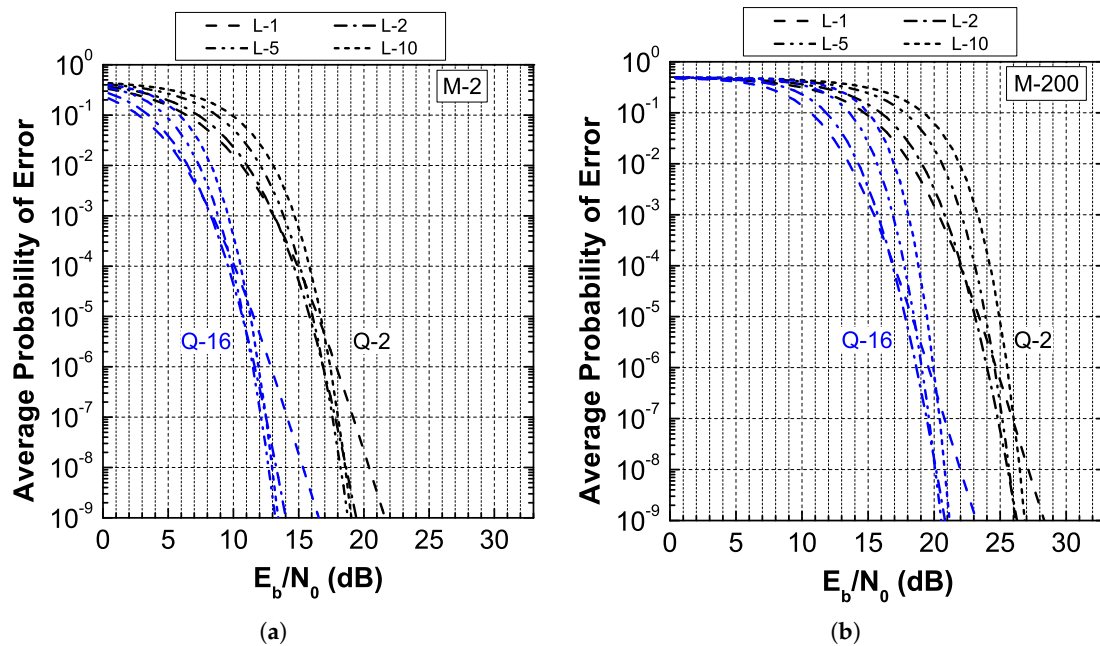 L-1 L-2
L-5 L-10
M-2
10^0
10^-1
10^-2
10^-3
10^-4
10^-5
10^-6
10^-7
10^-8
10^-9
Average Probability of Error
Q-16 Q-2
0 5 10 15 20 25 30
E_b/N_0 (dB)
(a)
L-1 L-2
L-5 L-10
M-200
10^0
10^-1
10^-2
10^-3
10^-4
10^-5
10^-6
10^-7
10^-8
10^-9
Average Probability of Error
Q-16 Q-2
0 5 10 15 20 25 30
E_b/N_0 (dB)
(b)